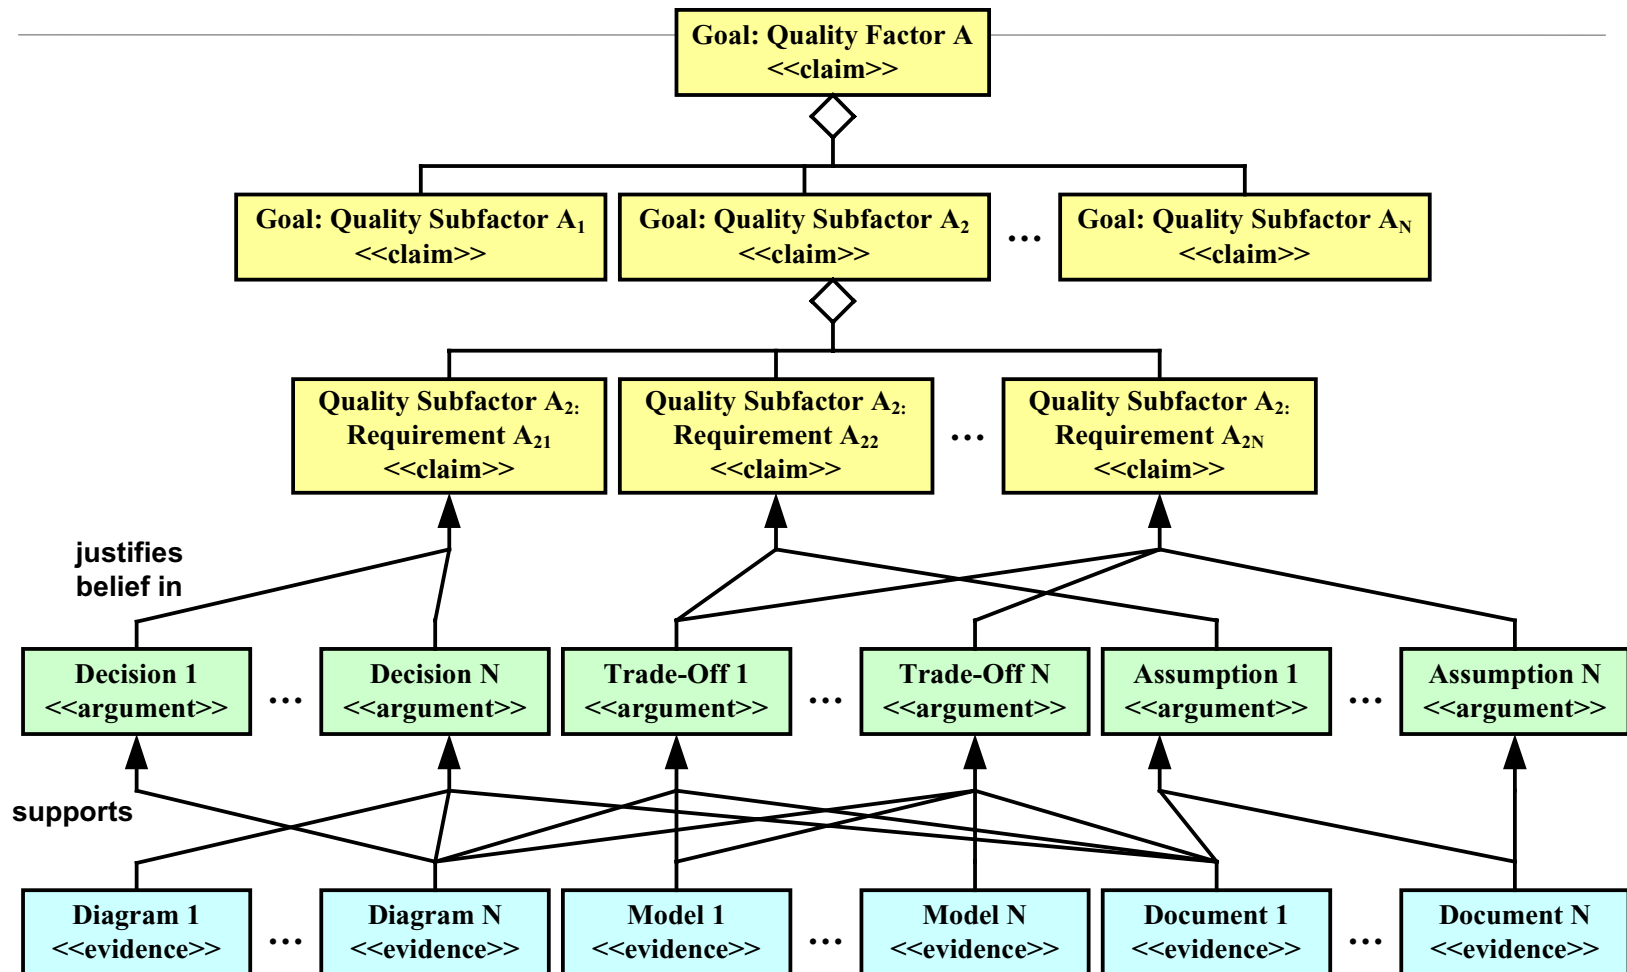 Goal: Quality Factor A
<<claim>>
Goal: Quality Subfactor A₁
<<claim>>
Goal: Quality Subfactor A₂
<<claim>>
...
Goal: Quality Subfactor A_N
<<claim>>
Quality Subfactor A₂:
Requirement A₂₁
<<claim>>
Quality Subfactor A₂:
Requirement A₂₂
<<claim>>
...
Quality Subfactor A₂:
Requirement A₂N
<<claim>>
justifies
belief in
Decision 1
<<argument>>
...
Decision N
<<argument>>
Trade-Off 1
<<argument>>
...
Trade-Off N
<<argument>>
Assumption 1
<<argument>>
...
Assumption N
<<argument>>
supports
Diagram 1
<<evidence>>
...
Diagram N
<<evidence>>
Model 1
<<evidence>>
...
Model N
<<evidence>>
Document 1
<<evidence>>
...
Document N
<<evidence>>